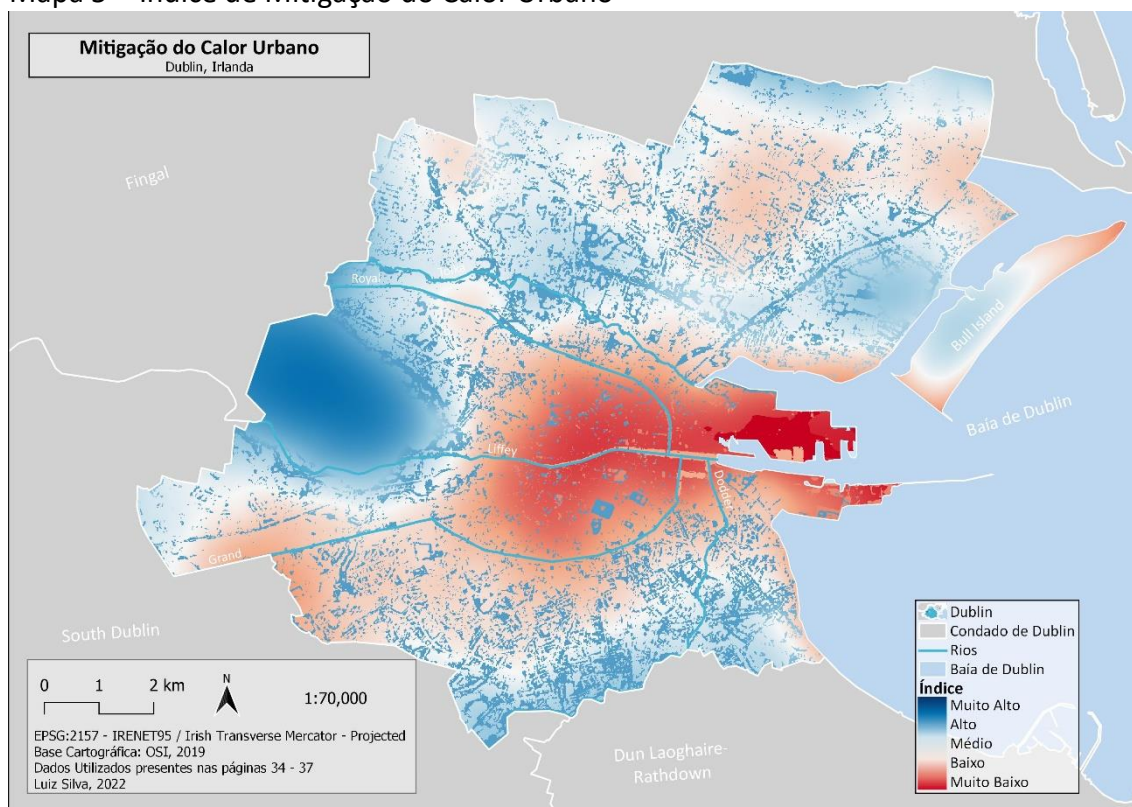 Mapa 3 – Índice de Mitigação do Calor Urbano
Mitigação do Calor Urbano
Dublin, Irlanda
Fingal
Royal
Bull Island
Baía de Dublin
Liffey
Dodder
Grand
South Dublin
Dun Laoghaire-
Rathdown
0 1 2 km
N
1:70,000
EPSG:2157 - IRENET95 / Irish Transverse Mercator - Projected
Base Cartográfica: OSI, 2019
Dados Utilizados presentes nas páginas 34 - 37
Luiz Silva, 2022
Dublin
Condado de Dublin
Rios
Baía de Dublin
Índice
Muito Alto
Alto
Médio
Baixo
Muito Baixo